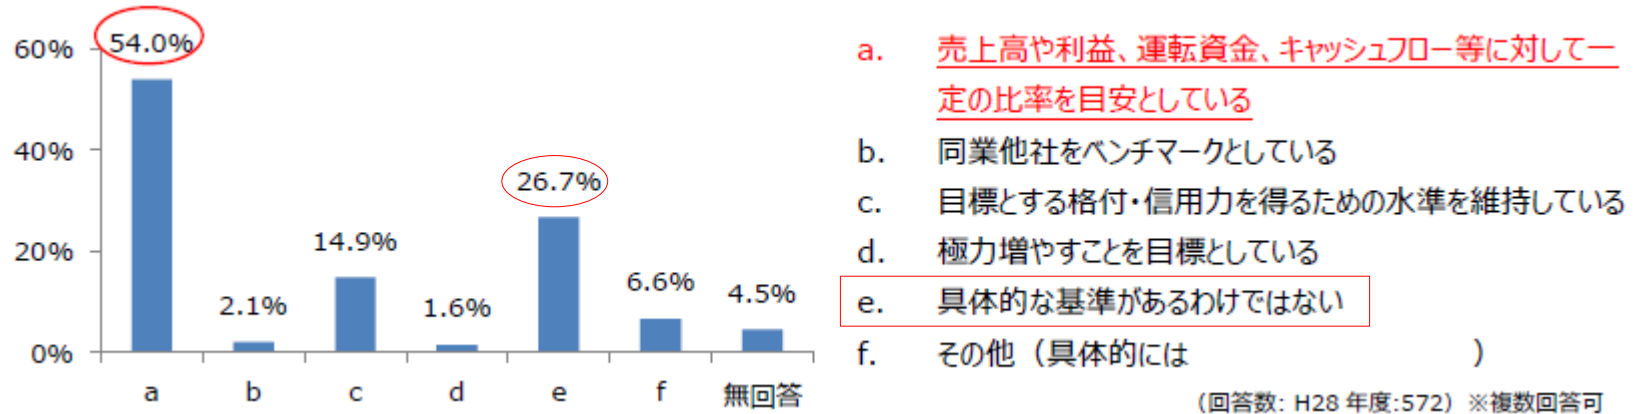 60%
40%
20%
0%
54.0%
2.1%
14.9%
1.6%
26.7%
6.6%
4.5%
a b c d e f 無回答
a. 売上高や利益、運転資金、キャッシュフロー等に対して一
定の比率を目安としている
b. 同業他社をベンチマークとしている
c. 目標とする格付・信用力を得るための水準を維持している
d. 極力増やすことを目標としている
e. 具体的な基準があるわけではない
f. その他（具体的には　　　　　　　　　　）
（回答数: H28 年度:572）※複数回答可